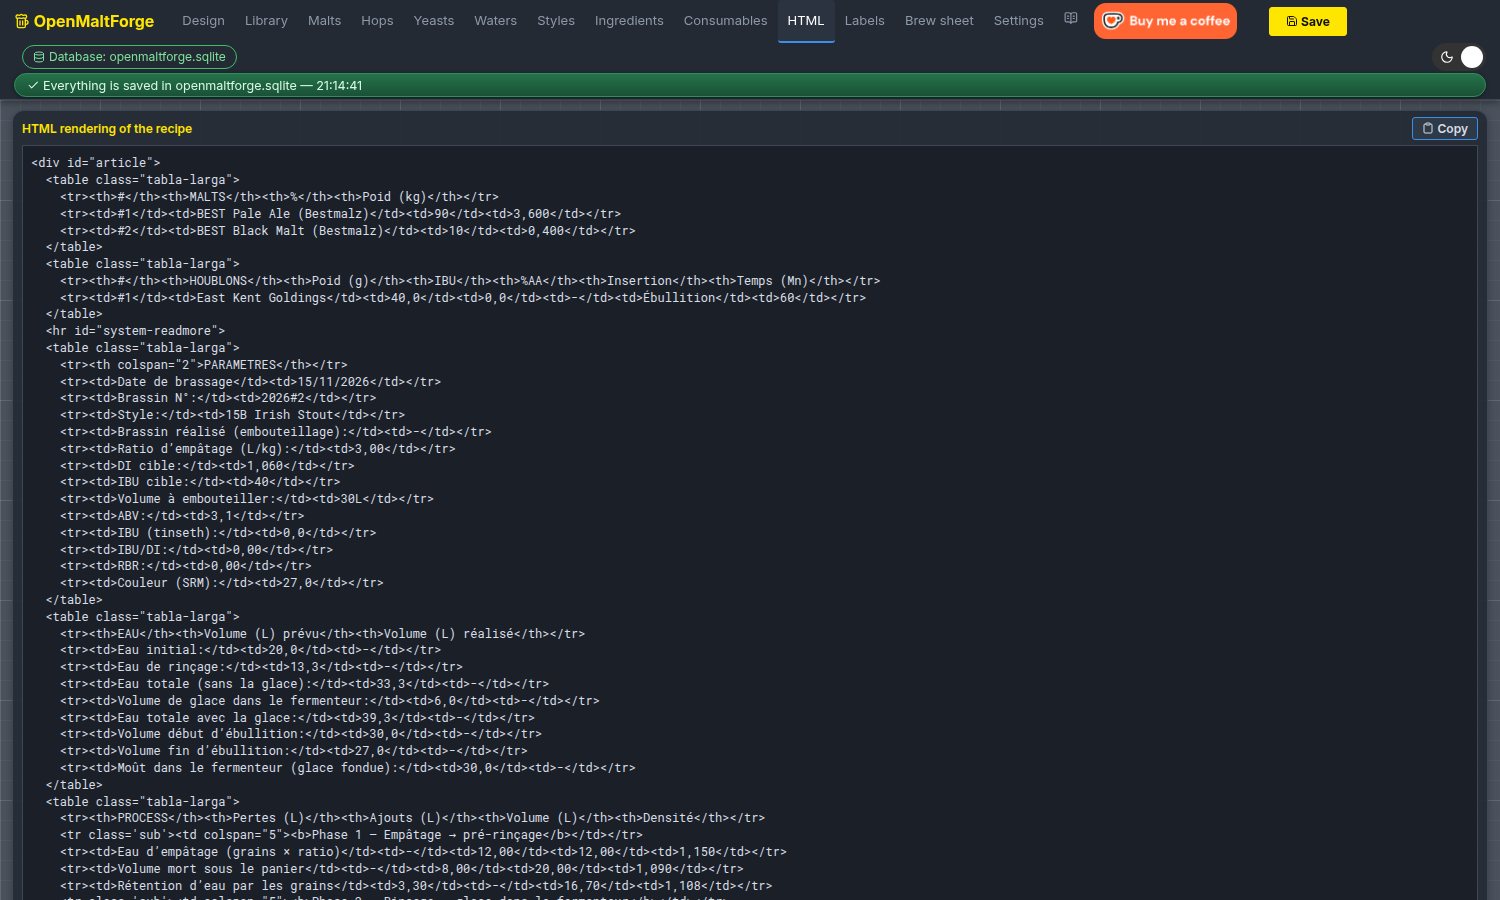 OpenMaltForge
Design
Library
Malts
Hops
Yeasts
Waters
Styles
Ingredients
Consumables
HTML
Labels
Brew sheet
Settings
Buy me a coffee
Save
Database: openmaltforge.sqlite
Everything is saved in openmaltforge.sqlite — 21:14:41
HTML rendering of the recipe
Copy
<div id="article">
  <table class="tabla-larga">
    <tr><th>#</th><th>MALTS</th><th>%</th><th>Poid (kg)</th></tr>
    <tr><td>#1</td><td>BEST Pale Ale (Bestmalz)</td><td>90</td><td>3,600</td></tr>
    <tr><td>#2</td><td>BEST Black Malt (Bestmalz)</td><td>10</td><td>0,400</td></tr>
  </table>
  <table class="tabla-larga">
    <tr><th>#</th><th>HOUBLONS</th><th>Poid (g)</th><th>IBU</th><th>%AA</th><th>Insertion</th><th>Temps (Mn)</th></tr>
    <tr><td>#1</td><td>East Kent Goldings</td><td>40,0</td><td>0,0</td><td>-</td><td>Ébullition</td><td>60</td></tr>
  </table>
  <hr id="system-readmore">
  <table class="tabla-larga">
    <tr><th colspan="2">PARAMETRES</th></tr>
    <tr><td>Date de brassage</td><td>15/11/2026</td></tr>
    <tr><td>Brassin N°:</td><td>2026#2</td></tr>
    <tr><td>Style:</td><td>15B Irish Stout</td></tr>
    <tr><td>Brassin réalisé (embouteillage):</td><td>-</td></tr>
    <tr><td>Ratio d'empâtage (L/kg):</td><td>3,00</td></tr>
    <tr><td>DI cible:</td><td>1,060</td></tr>
    <tr><td>IBU cible:</td><td>40</td></tr>
    <tr><td>Volume à embouteiller:</td><td>30L</td></tr>
    <tr><td>ABV:</td><td>3,1</td></tr>
    <tr><td>IBU (tinseth):</td><td>0,0</td></tr>
    <tr><td>IBU/DI:</td><td>0,00</td></tr>
    <tr><td>RBR:</td><td>0,00</td></tr>
    <tr><td>Couleur (SRM):</td><td>27,0</td></tr>
  </table>
  <table class="tabla-larga">
    <tr><th>EAU</th><th>Volume (L) prévu</th><th>Volume (L) réalisé</th></tr>
    <tr><td>Eau initial:</td><td>20,0</td><td>-</td></tr>
    <tr><td>Eau de rinçage:</td><td>13,3</td><td>-</td></tr>
    <tr><td>Eau totale (sans la glace):</td><td>33,3</td><td>-</td></tr>
    <tr><td>Volume de glace dans le fermenteur:</td><td>6,0</td><td>-</td></tr>
    <tr><td>Eau totale avec la glace:</td><td>39,3</td><td>-</td></tr>
    <tr><td>Volume début d'ébullition:</td><td>30,0</td><td>-</td></tr>
    <tr><td>Volume fin d'ébullition:</td><td>27,0</td><td>-</td></tr>
    <tr><td>Moût dans le fermenteur (glace fondue):</td><td>30,0</td><td>-</td></tr>
  </table>
  <table class="tabla-larga">
    <tr><th>PROCESS</th><th>Pertes (L)</th><th>Ajouts (L)</th><th>Volume (L)</th><th>Densité</th></tr>
    <tr class='sub'><td colspan="5"><b>Phase 1 — Empâtage → pré-rinçage</b></td></tr>
    <tr><td>Eau d'empâtage (grains × ratio)</td><td>-</td><td>12,00</td><td>12,00</td><td>1,150</td></tr>
    <tr><td>Volume mort sous le panier</td><td>-</td><td>8,00</td><td>20,00</td><td>1,090</td></tr>
    <tr><td>Rétention d'eau par les grains</td><td>3,30</td><td>-</td><td>16,70</td><td>1,108</td></tr>